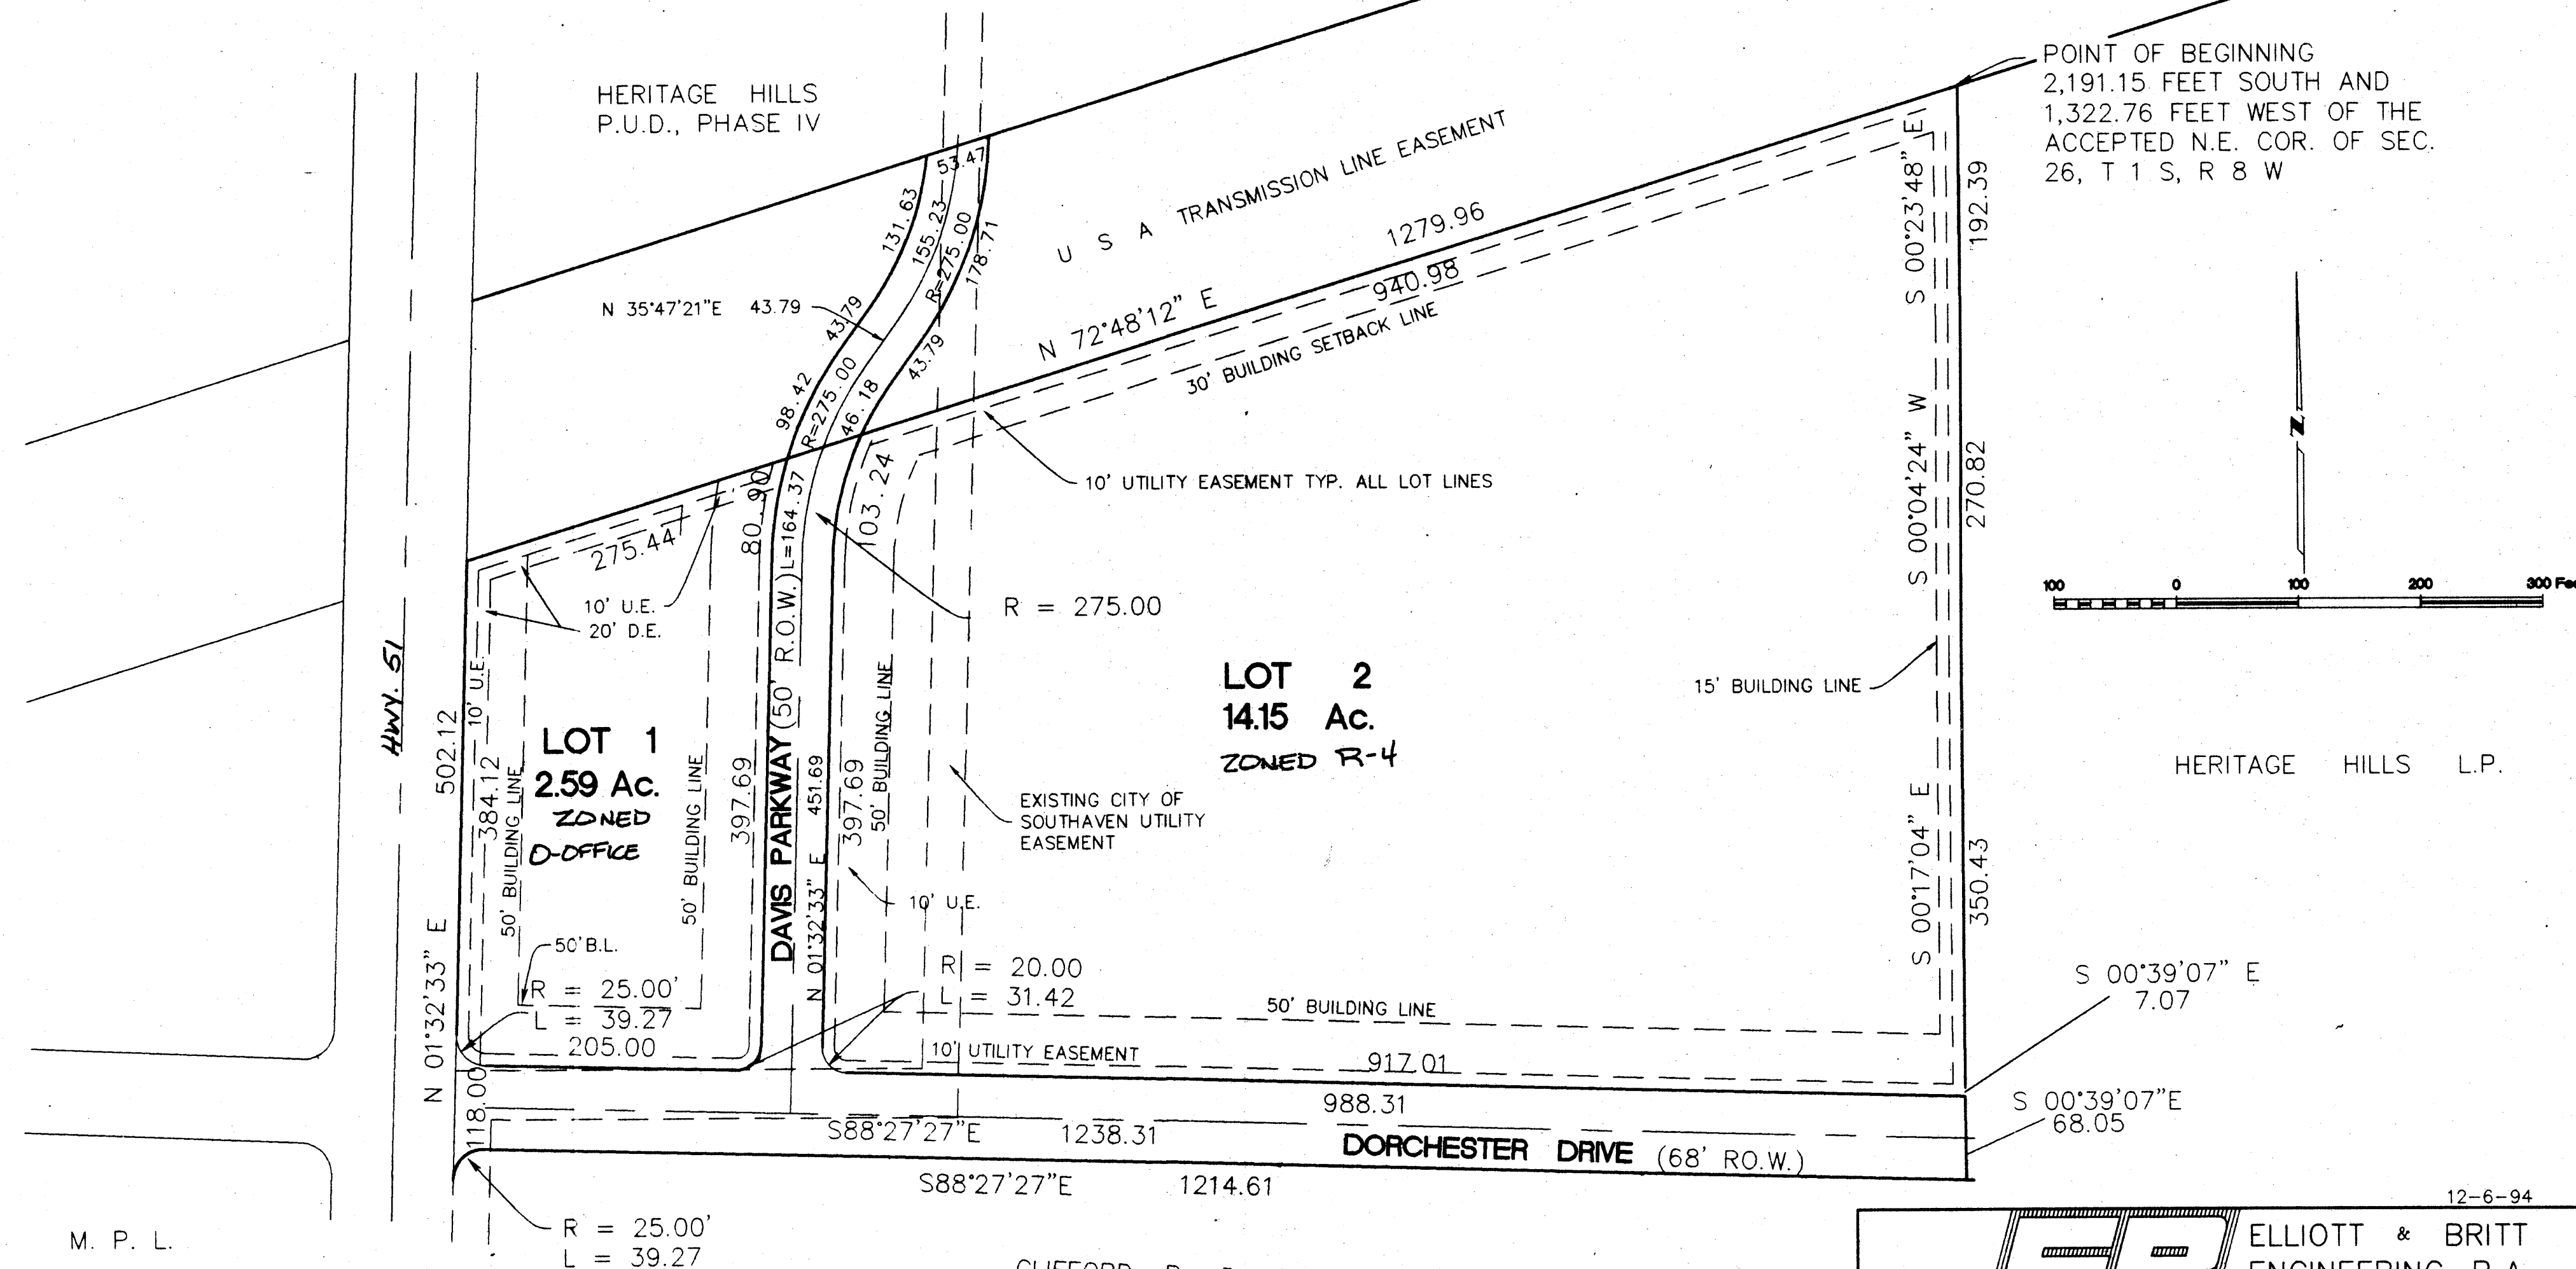 HERITAGE HILLS
P.U.D., PHASE IV
POINT OF BEGINNING
2,191.15 FEET SOUTH AND
1,322.76 FEET WEST OF THE
ACCEPTED N.E. COR. OF SEC.
26, T 1 S, R 8 W
53.47
131.63
155.23
R=275.00
178.71
U S A TRANSMISSION LINE EASEMENT
1279.96
N 72°48'12" E
940.98
30' BUILDING SETBACK LINE
S 00°23'48" E
192.39
N 35°47'21"E 43.79
43.79
43.79
98.42
R=275.00
46.18
S 00°04'24" W
270.82
N
10' UTILITY EASEMENT TYP. ALL LOT LINES
275.44
80.90
L=164.37
103.24
R = 275.00
100 0 100 200 300 Fee
10' U.E.
20' D.E.
HWY. 51
502.12
10' U.E.
384.12
50' BUILDING LINE
LOT 1
2.59 Ac.
ZONED
O-OFFICE
50' BUILDING LINE
397.69
DAVIS PARKWAY (50' R.O.W.)
451.69
N 01°32'33" E
397.69
50' BUILDING LINE
LOT 2
14.15 Ac.
ZONED R-4
15' BUILDING LINE
EXISTING CITY OF
SOUTHAVEN UTILITY
EASEMENT
10' U.E.
HERITAGE HILLS L.P.
S 00°17'04" E
350.43
N 01°32'33" E
50' B.L.
R = 25.00'
L = 39.27
205.00
R = 20.00
L = 31.42
50' BUILDING LINE
10' UTILITY EASEMENT
917.01
S 00°39'07" E
7.07
118.00
988.31
S 00°39'07"E
68.05
S88°27'27"E 1238.31
DORCHESTER DRIVE (68' RO.W.)
S88°27'27"E 1214.61
R = 25.00'
L = 39.27
M. P. L.
12-6-94
ELLIOTT & BRITT
ENGINEERING P.A.